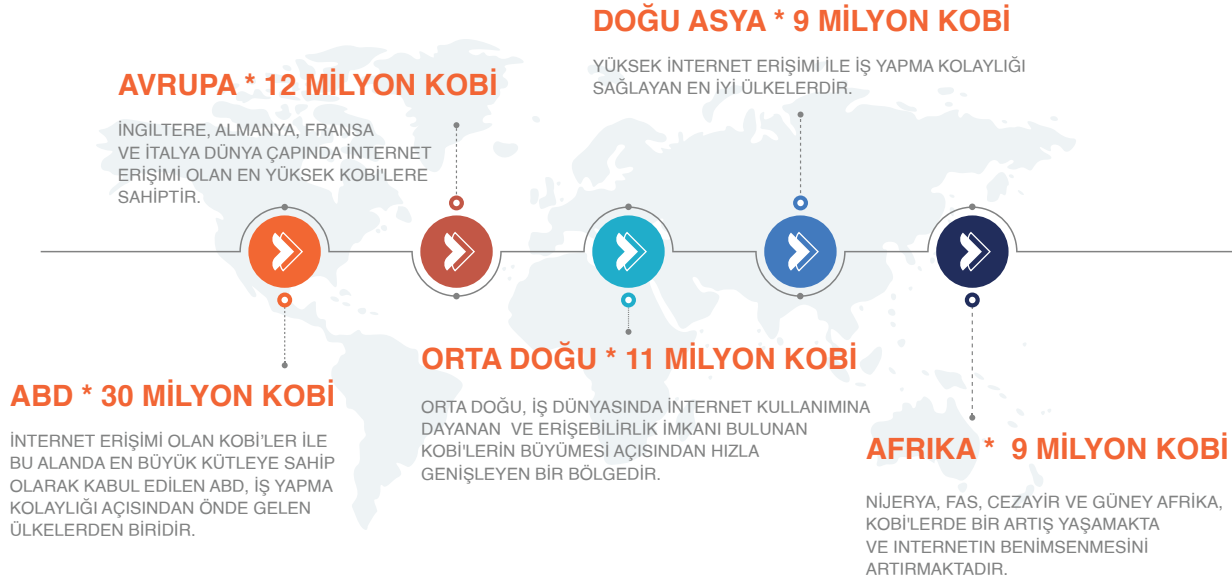 DOĞU ASYA * 9 MİLYON KOBİ
YÜKSEK İNTERNET ERİŞİMİ İLE İŞ YAPMA KOLAYLIĞI
SAĞLAYAN EN İYİ ÜLKELERDİR.
AVRUPA * 12 MİLYON KOBİ
İNGİLTERE, ALMANYA, FRANSA
VE İTALYA DÜNYA ÇAPINDA İNTERNET
ERİŞİMİ OLAN EN YÜKSEK KOBİ'LERE
SAHİPTİR.
ORTA DOĞU * 11 MİLYON KOBİ
ORTA DOĞU, İŞ DÜNYASINDA İNTERNET KULLANIMINA
DAYANAN VE ERİŞEBİLİRLİK İMKANI BULUNAN
KOBİ'LERİN BÜYÜMESİ AÇISINDAN HIZLA
GENİŞLEYEN BİR BÖLGEDİR.
ABD * 30 MİLYON KOBİ
İNTERNET ERİŞİMİ OLAN KOBİ'LER İLE
BU ALANDA EN BÜYÜK KÜTLEYE SAHİP
OLARAK KABUL EDİLEN ABD, İŞ YAPMA
KOLAYLIĞI AÇISINDAN ÖNDE GELEN
ÜLKELERDEN BİRİDİR.
AFRIKA * 9 MİLYON KOBİ
NİJERYA, FAS, CEZAYİR VE GÜNEY AFRİKA,
KOBİ'LERDE BİR ARTIŞ YAŞAMAKTA
VE INTERNETIN BENİMSENMESİNİ
ARTIRMAKTADIR.